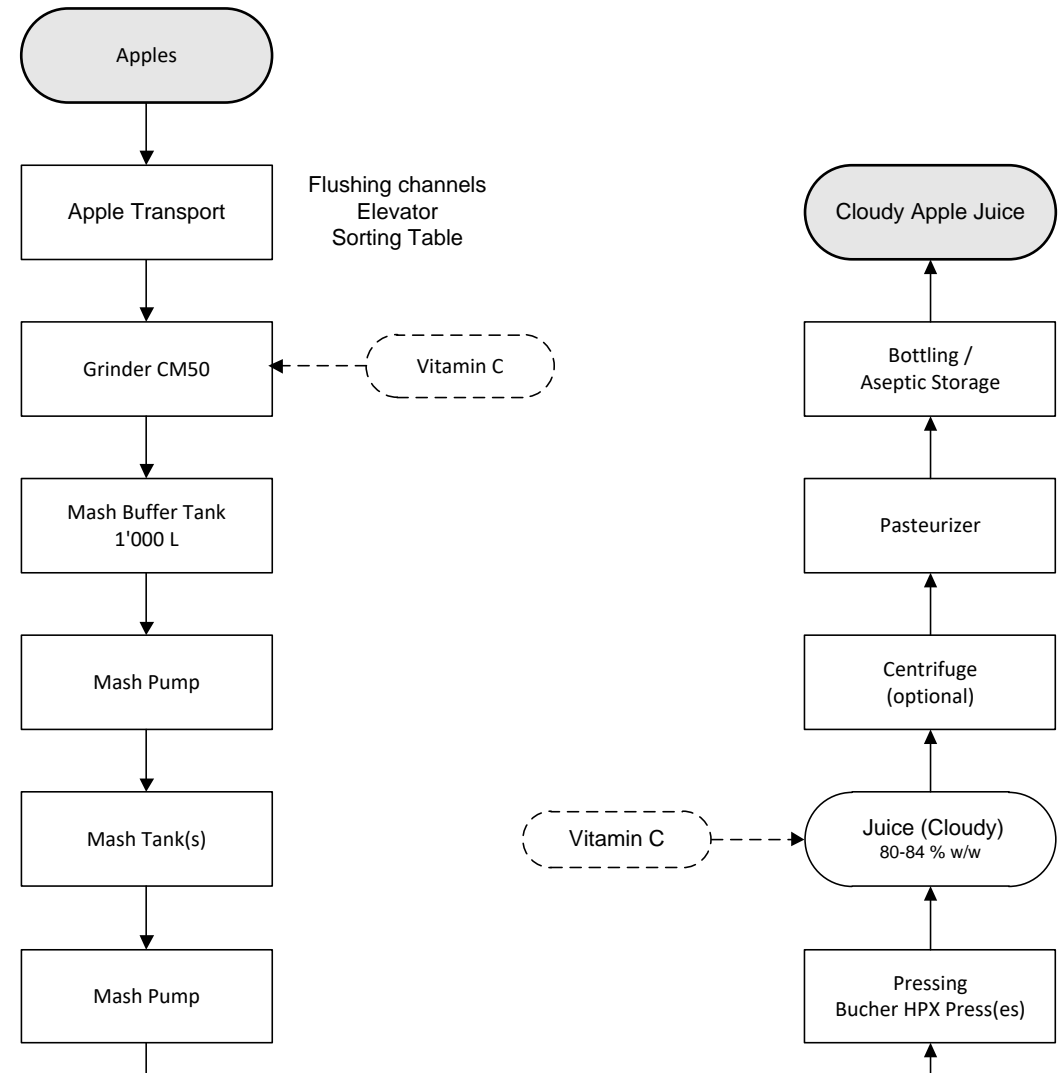 Apples
Apple Transport
Flushing channels
Elevator
Sorting Table
Grinder CM50
Vitamin C
Mash Buffer Tank
1'000 L
Mash Pump
Mash Tank(s)
Mash Pump
Cloudy Apple Juice
Bottling /
Aseptic Storage
Pasteurizer
Centrifuge
(optional)
Vitamin C
Juice (Cloudy)
80-84 % w/w
Pressing
Bucher HPX Press(es)